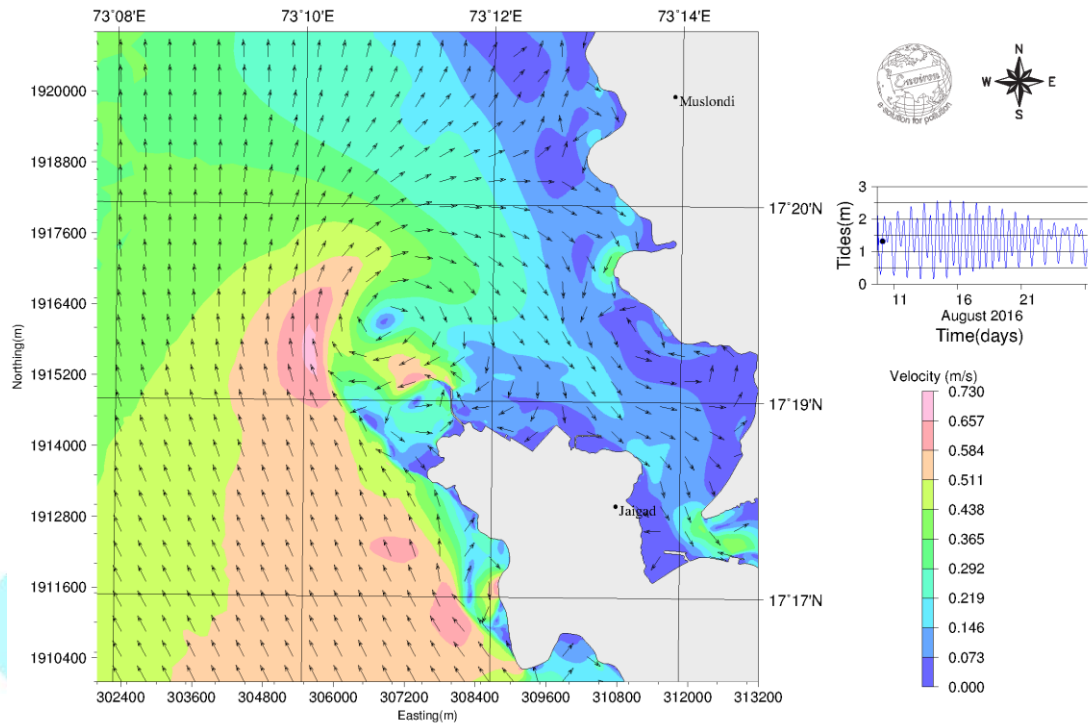 73°08'E 73°10'E 73°12'E 73°14'E
1920000
1918800
1917600
1916400
1915200
1914000
1912800
1911600
1910400
Northing(m)
Muslondi
Jaigad
17°20'N
17°19'N
17°17'N
302400 303600 304800 306000 307200 308400 309600 310800 312000 313200
Easting(m)
Environ
a solution for pollution
N
W E
S
3
2
1
0
Tides(m)
11 16 21
August 2016
Time(days)
Velocity (m/s)
0.730
0.657
0.584
0.511
0.438
0.365
0.292
0.219
0.146
0.073
0.000